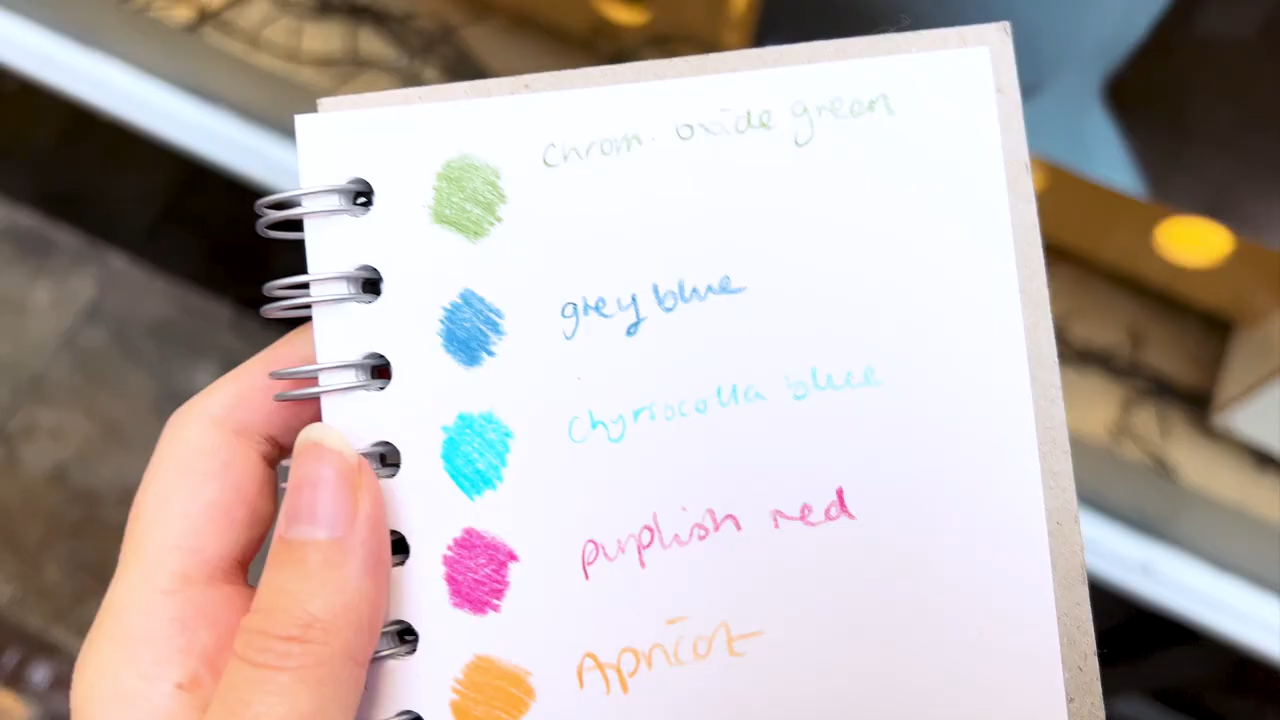 chrom. oxide green
grey blue
chyrsocolla blue
purplish red
Apricot